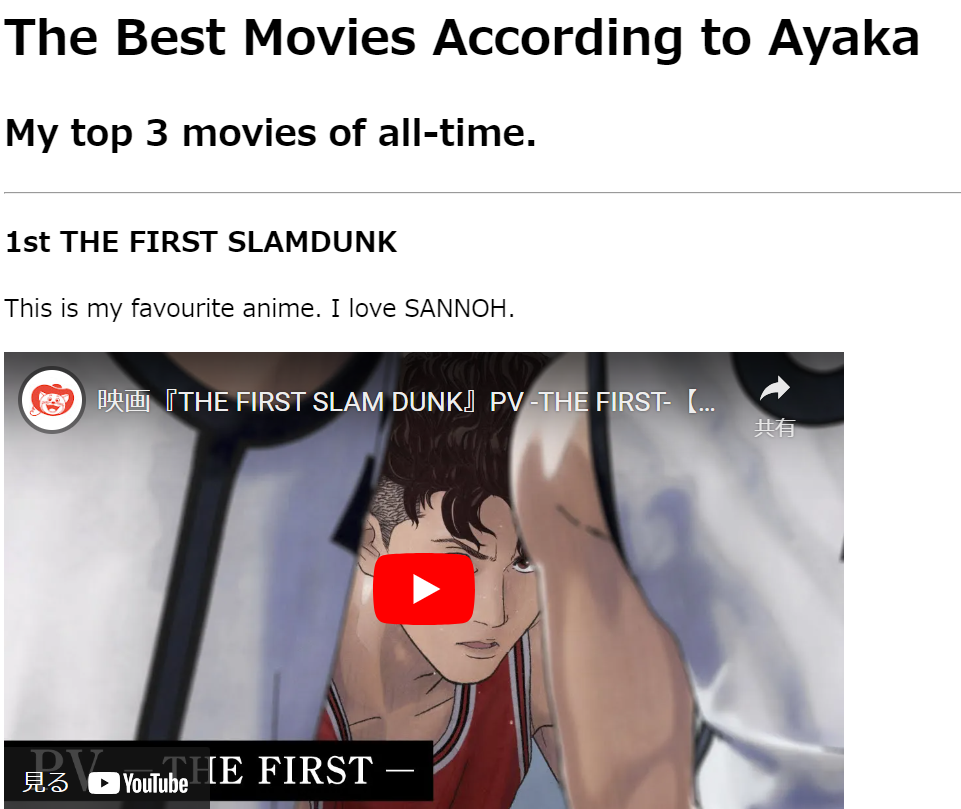 The Best Movies According to Ayaka
My top 3 movies of all-time.
1st THE FIRST SLAMDUNK
This is my favourite anime. I love SANNOH.
映画『THE FIRST SLAM DUNK』PV -THE FIRST-【...
共有
PV — THE FIRST —
見る YouTube